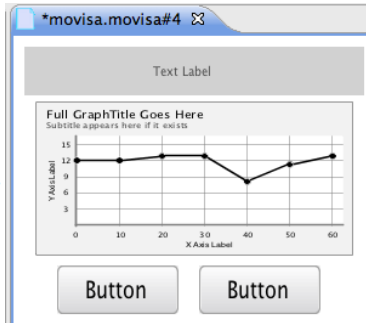 *movisa.movisa#4
Text Label
Full GraphTitle Goes Here
Subtitle appears here if it exists
15
12
9
6
3
Y Axis Label
0 10 20 30 40 50 60
X Axis Label
Button Button